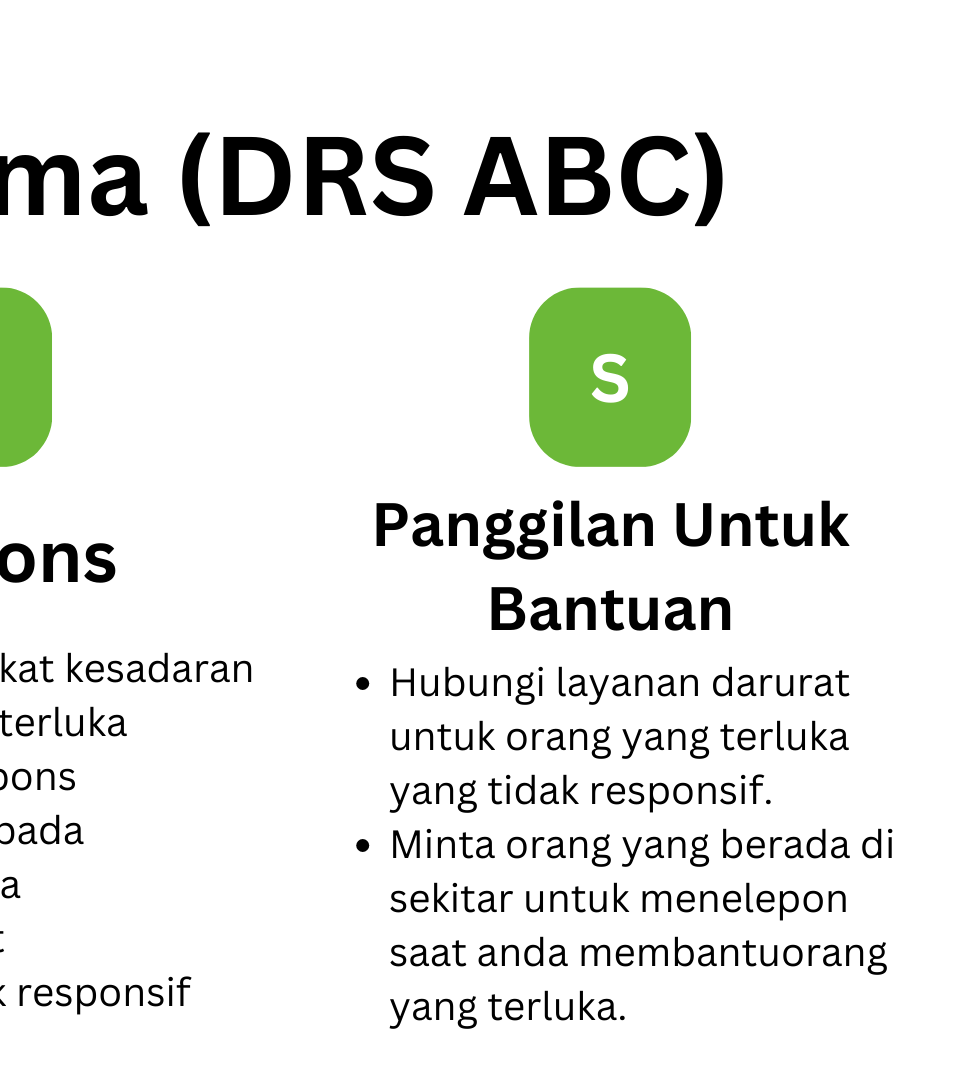 ma (DRS ABC)
ons
kat kesadaran
terluka
pons
pada
a
t
k responsif
S
Panggilan Untuk
Bantuan
• Hubungi layanan darurat
untuk orang yang terluka
yang tidak responsif.
• Minta orang yang berada di
sekitar untuk menelepon
saat anda membantuorang
yang terluka.